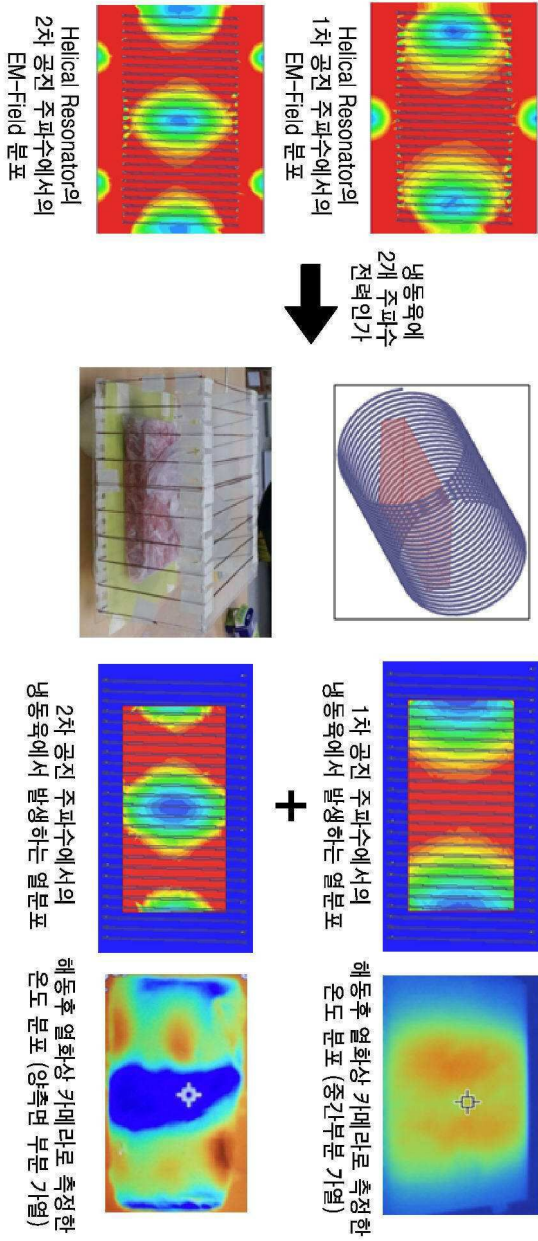 Helical Resonator의
1차 공진 주파수에서의
EM-Field 분포
Helical Resonator의
2차 공진 주파수에서의
EM-Field 분포
냉동육에
2개 주파수
전력인가
1차 공진 주파수에서의
냉동육에서 발생하는 열분포
+
2차 공진 주파수에서의
냉동육에서 발생하는 열분포
해동후 열화상 카메라로 측정한
온도 분포 (중간부분 가열)
해동후 열화상 카메라로 측정한
온도 분포 (양측면 부분 가열)